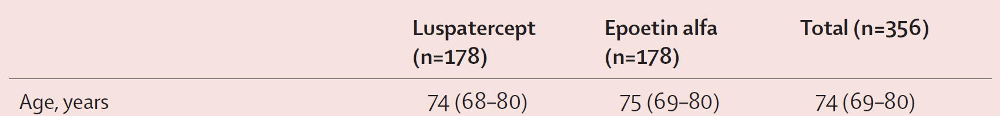 Luspatercept Epoetin alfa Total (n=356)
(n=178) (n=178)
Age, years 74 (68–80) 75 (69–80) 74 (69–80)